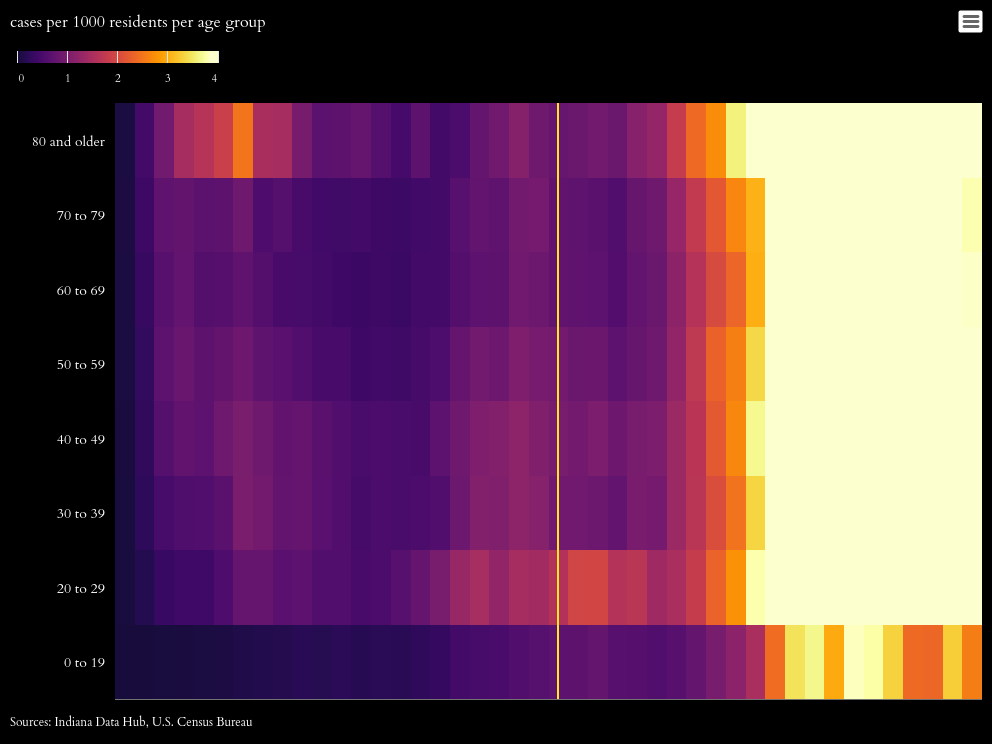 cases per 1000 residents per age group
0 1 2 3 4
80 and older
70 to 79
60 to 69
50 to 59
40 to 49
30 to 39
20 to 29
0 to 19
Sources: Indiana Data Hub, U.S. Census Bureau